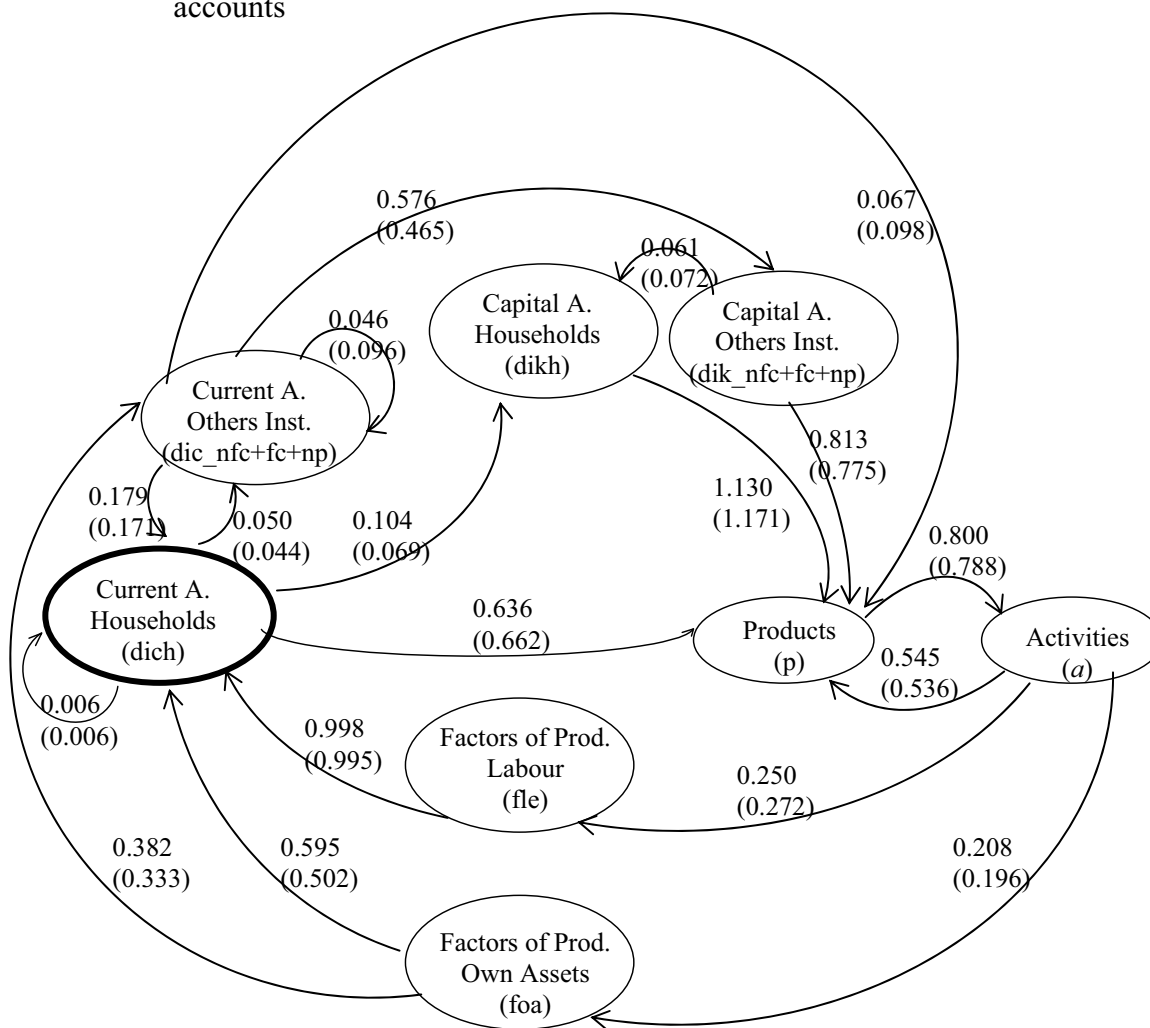 accounts
0.576
(0.465)
0.067
(0.098)
0.061
(0.072)
Capital A.
Households
(dikh)
Capital A.
Others Inst.
(dik_nfc+fc+np)
0.046
(0.096)
Current A.
Others Inst.
(dic_nfc+fc+np)
0.813
(0.775)
0.179
(0.171)
0.050
(0.044)
0.104
(0.069)
1.130
(1.171)
0.800
(0.788)
Current A.
Households
(dich)
0.636
(0.662)
Products
(p)
Activities
(a)
0.545
(0.536)
0.006
(0.006)
0.998
(0.995)
Factors of Prod.
Labour
(fle)
0.250
(0.272)
0.382
(0.333)
0.595
(0.502)
0.208
(0.196)
Factors of Prod.
Own Assets
(foa)